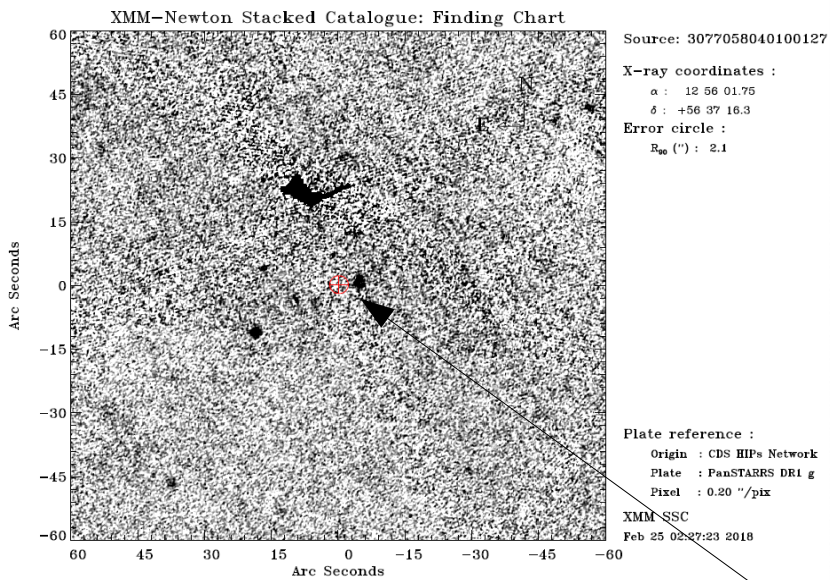 XMM-Newton Stacked Catalogue: Finding Chart
Source: 3077058040100127
X-ray coordinates :
α : 12 56 01.75
δ : +56 37 16.3
Error circle :
R₉₀ (") : 2.1
N
E
60
45
30
15
0
-15
-30
-45
-60
Arc Seconds
60 45 30 15 0 -15 -30 -45 -60
Arc Seconds
Plate reference :
Origin : CDS HIPs Network
Plate : PanSTARRS DR1 g
Pixel : 0.20 "/pix
XMM SSC
Feb 25 02:27:23 2018